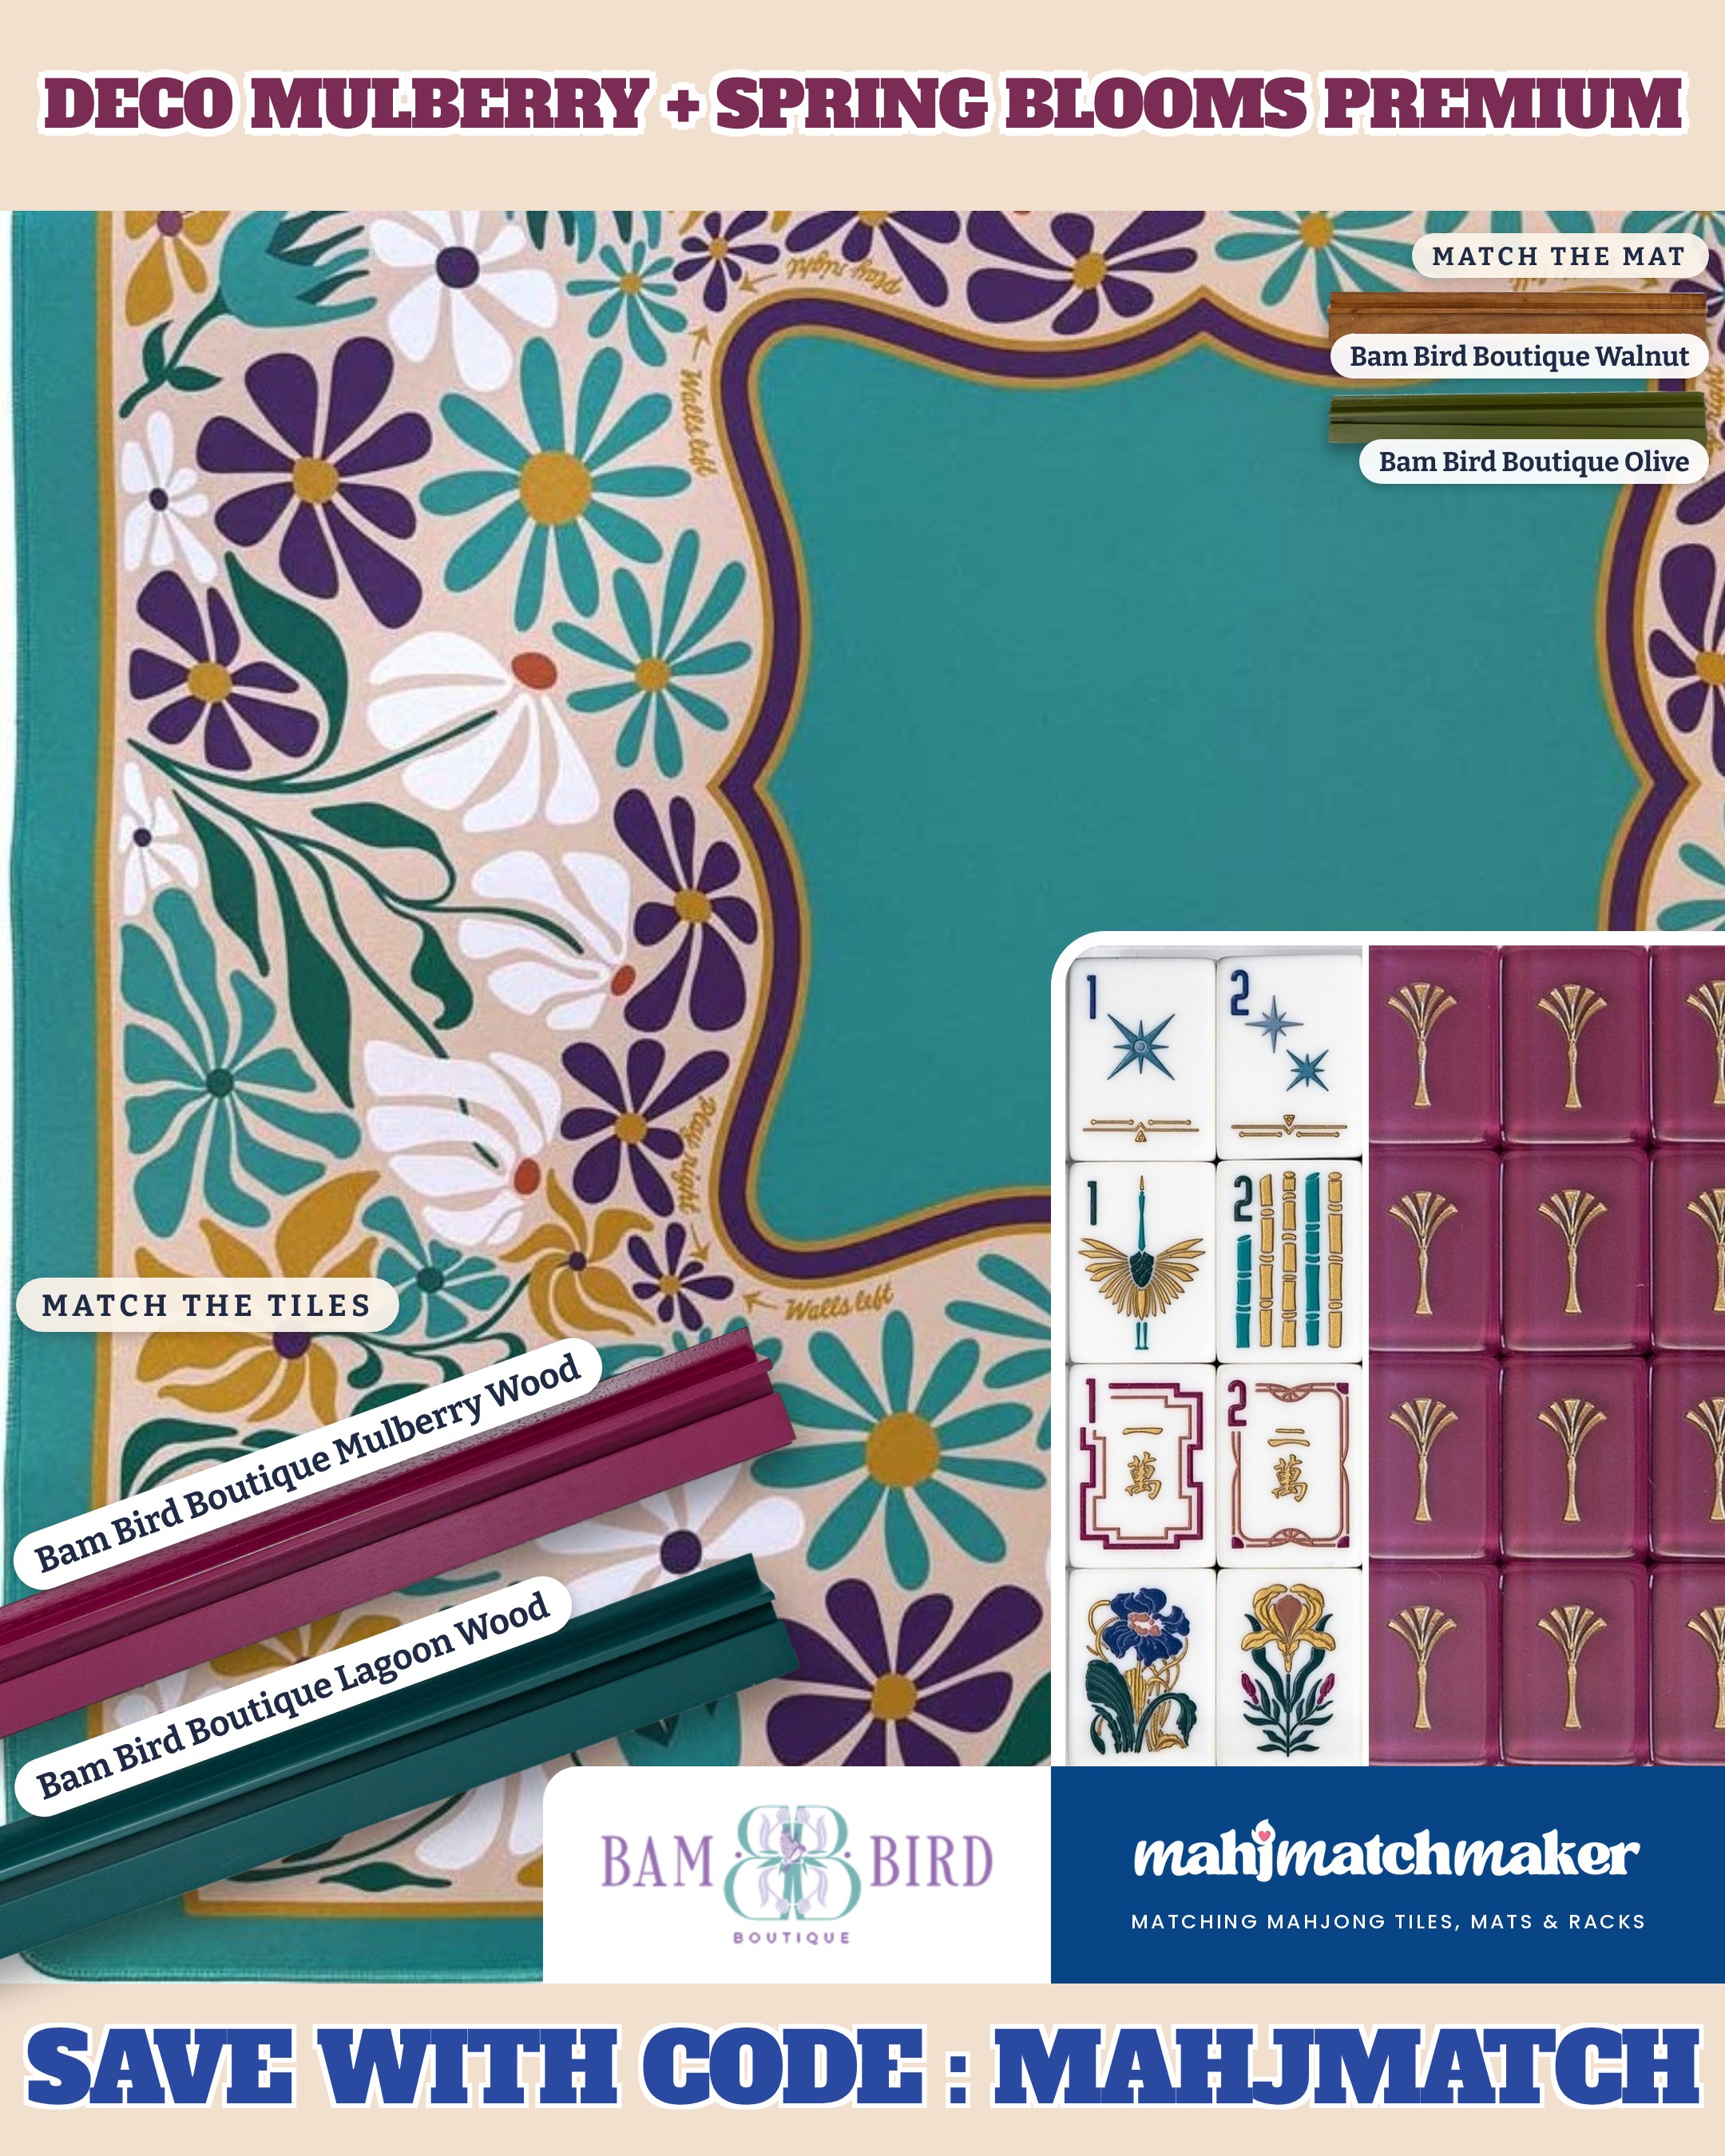 DECO MULBERRY + SPRING BLOOMS PREMIUM
Play right
MATCH THE MAT
Bam Bird Boutique Walnut
Bam Bird Boutique Olive
Walls left
1
2
1
2
Play right
Walls left
MATCH THE TILES
Bam Bird Boutique Mulberry Wood
1
一
萬
2
二
萬
Bam Bird Boutique Lagoon Wood
BAM BIRD
BOUTIQUE
mahjmatchmaker
MATCHING MAHJONG TILES, MATS & RACKS
SAVE WITH CODE : MAHJMATCH